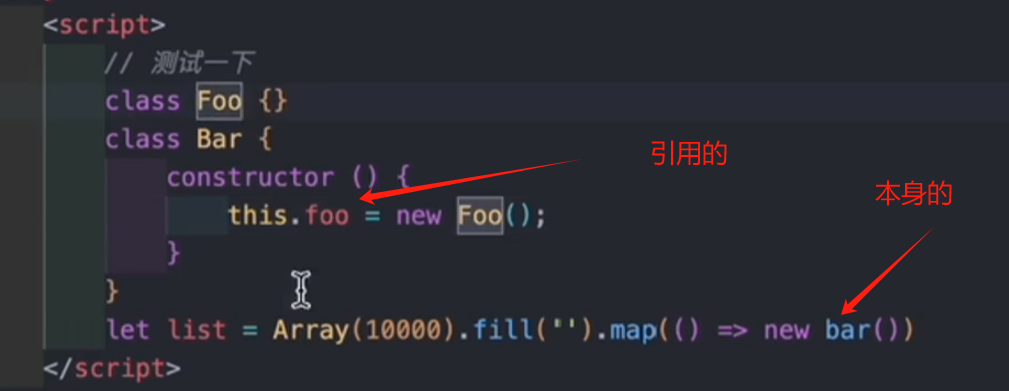 <script>
// 测试一下
class Foo {}
class Bar {
constructor () {
引用的
this.foo = new Foo();
本身的
}
}
let list = Array(10000).fill('').map(() => new bar())
</script>